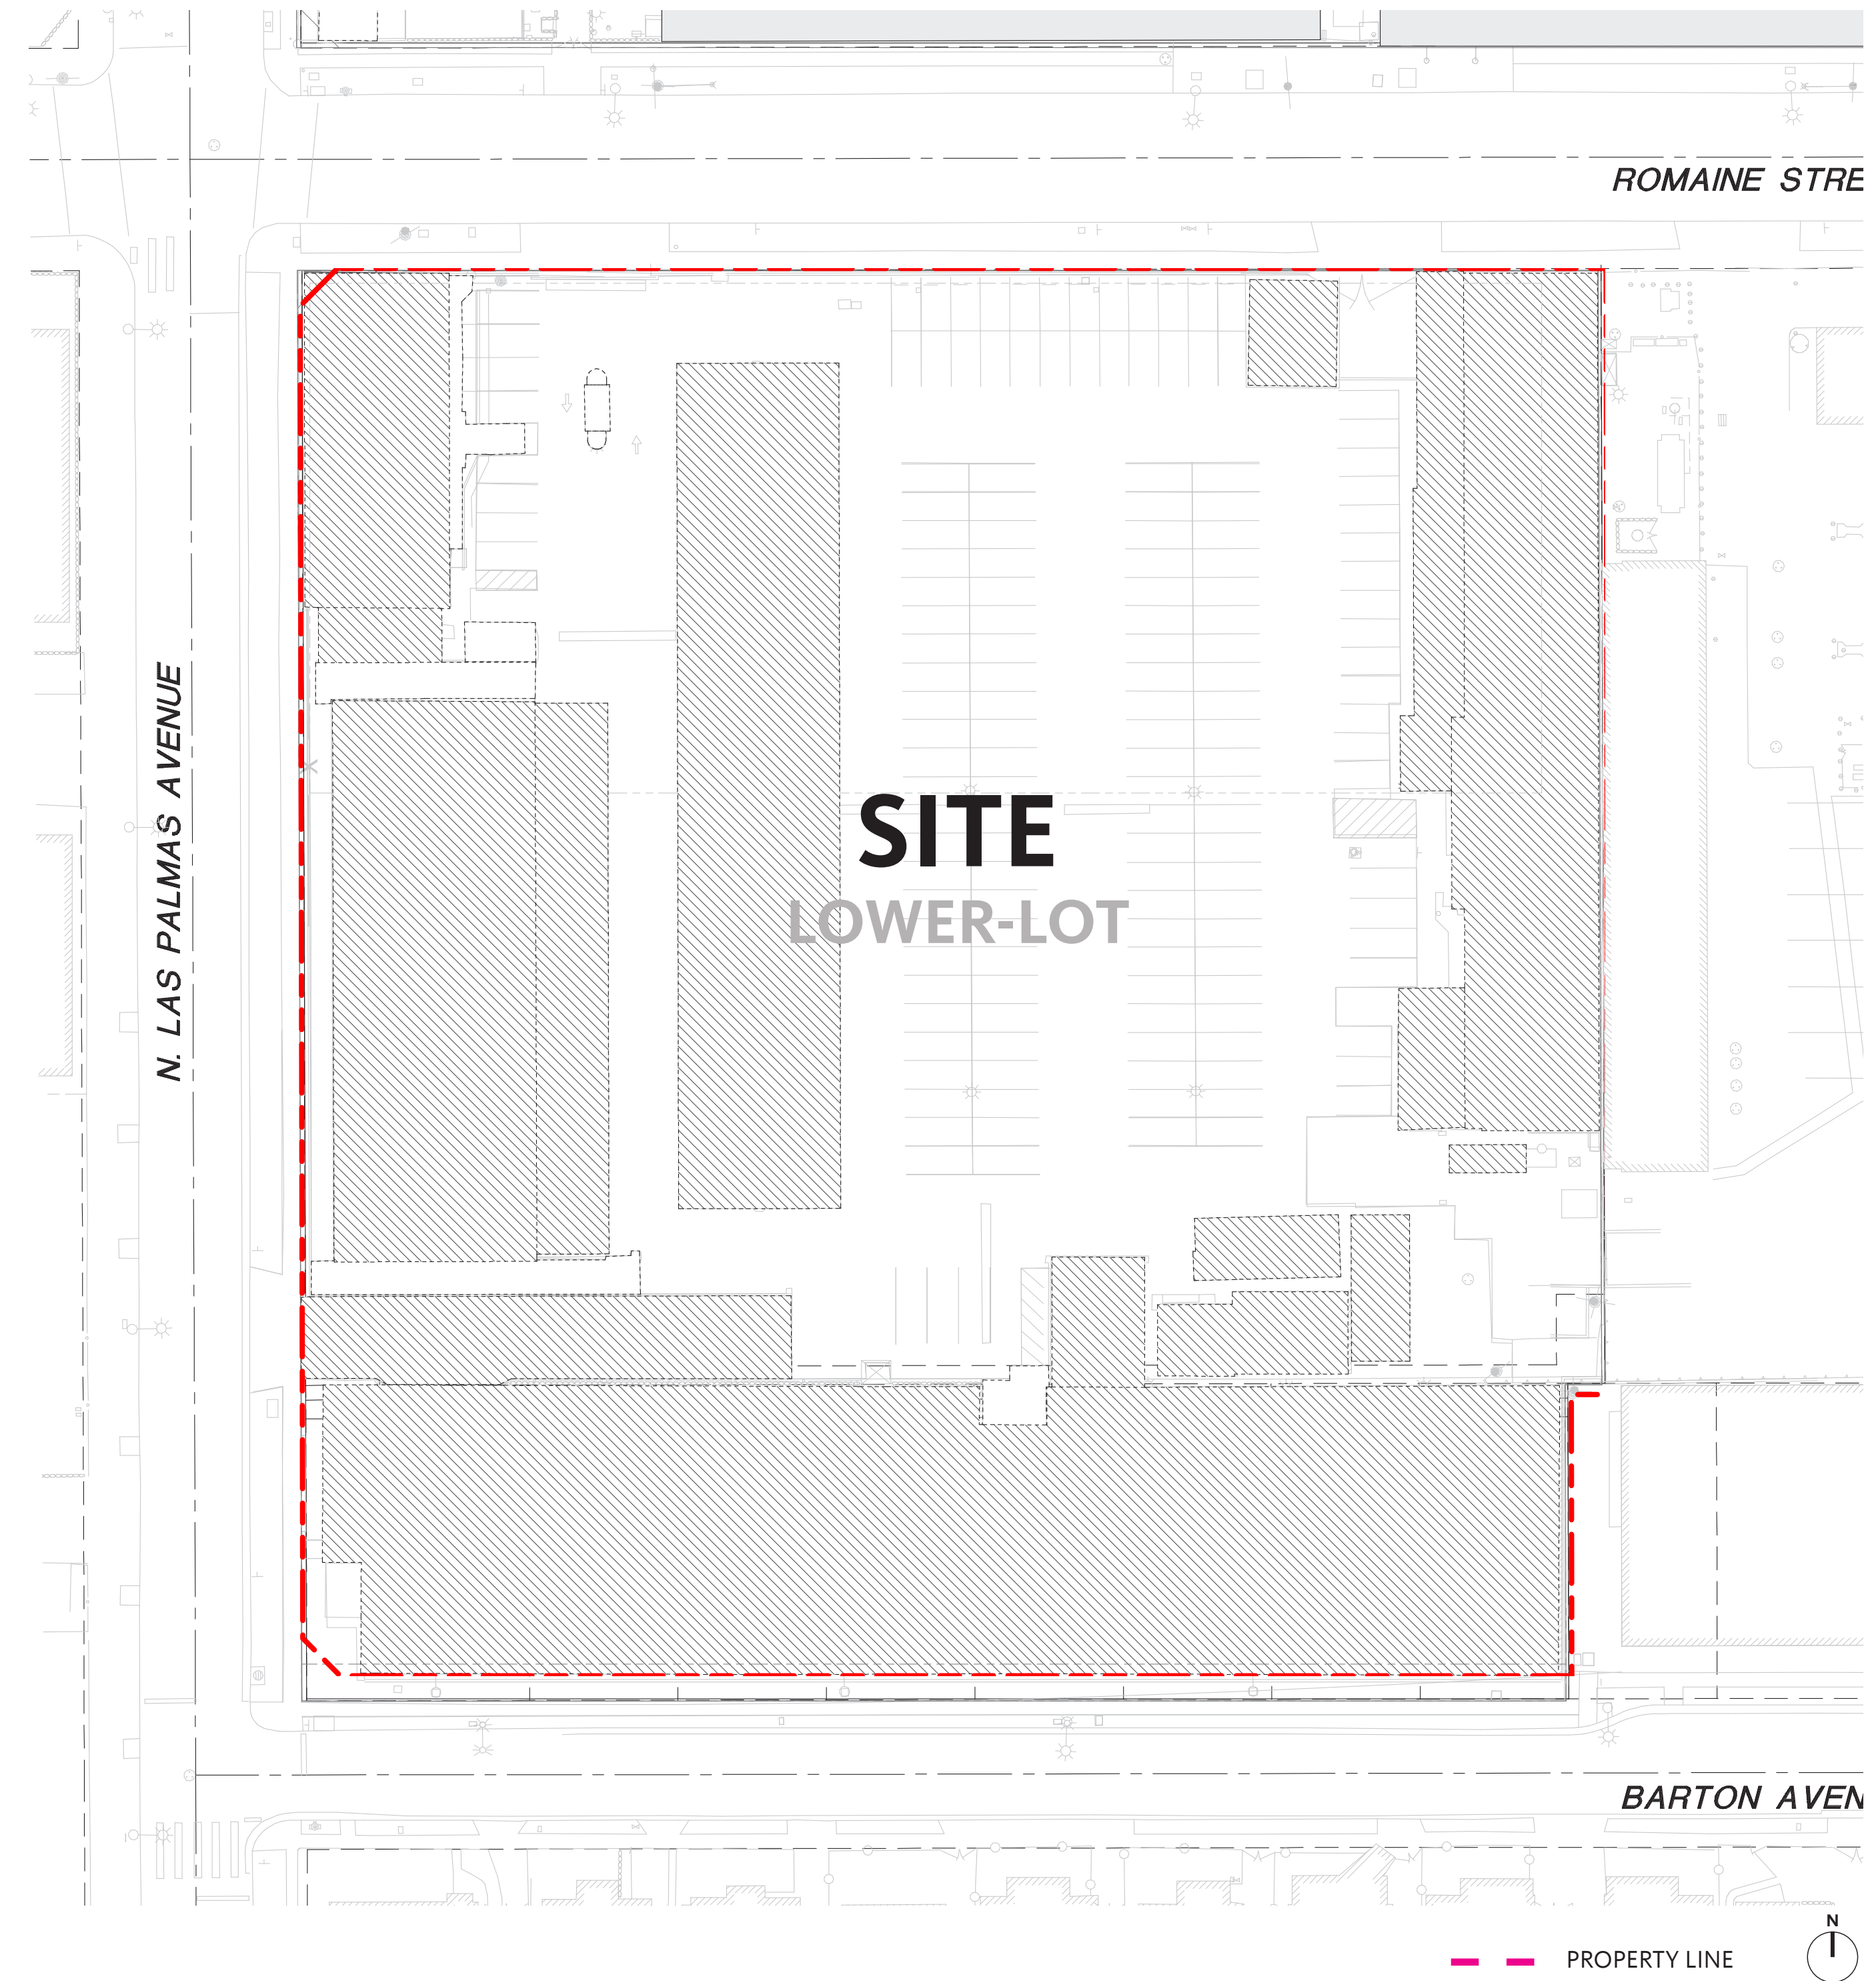 ROMAINE STRE
N. LAS PALMAS AVENUE
SITE
LOWER-LOT
BARTON AVEN
N
PROPERTY LINE